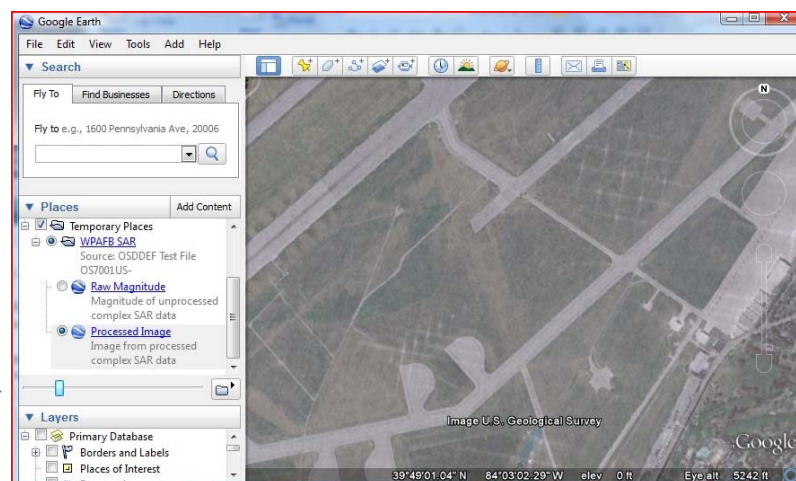 Google Earth
File Edit View Tools Add Help
Search
Fly To Find Businesses Directions
Fly to e.g., 1600 Pennsylvania Ave, 20006
Places Add Content
Temporary Places
WPAFB SAR
Source: OSDDEF Test File
OS7001US-
Raw Magnitude
Magnitude of unprocessed
complex SAR data
Processed Image
Image from processed
complex SAR data
Layers
Primary Database
Borders and Labels
Places of Interest
N
Image U.S. Geological Survey
Google
39°49'01.04" N 84°03'02.29" W elev 0 ft Eye alt 5242 ft